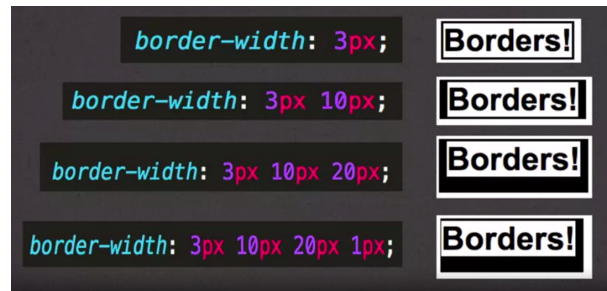 border-width: 3px;
Borders!
border-width: 3px 10px;
Borders!
border-width: 3px 10px 20px;
Borders!
border-width: 3px 10px 20px 1px;
Borders!